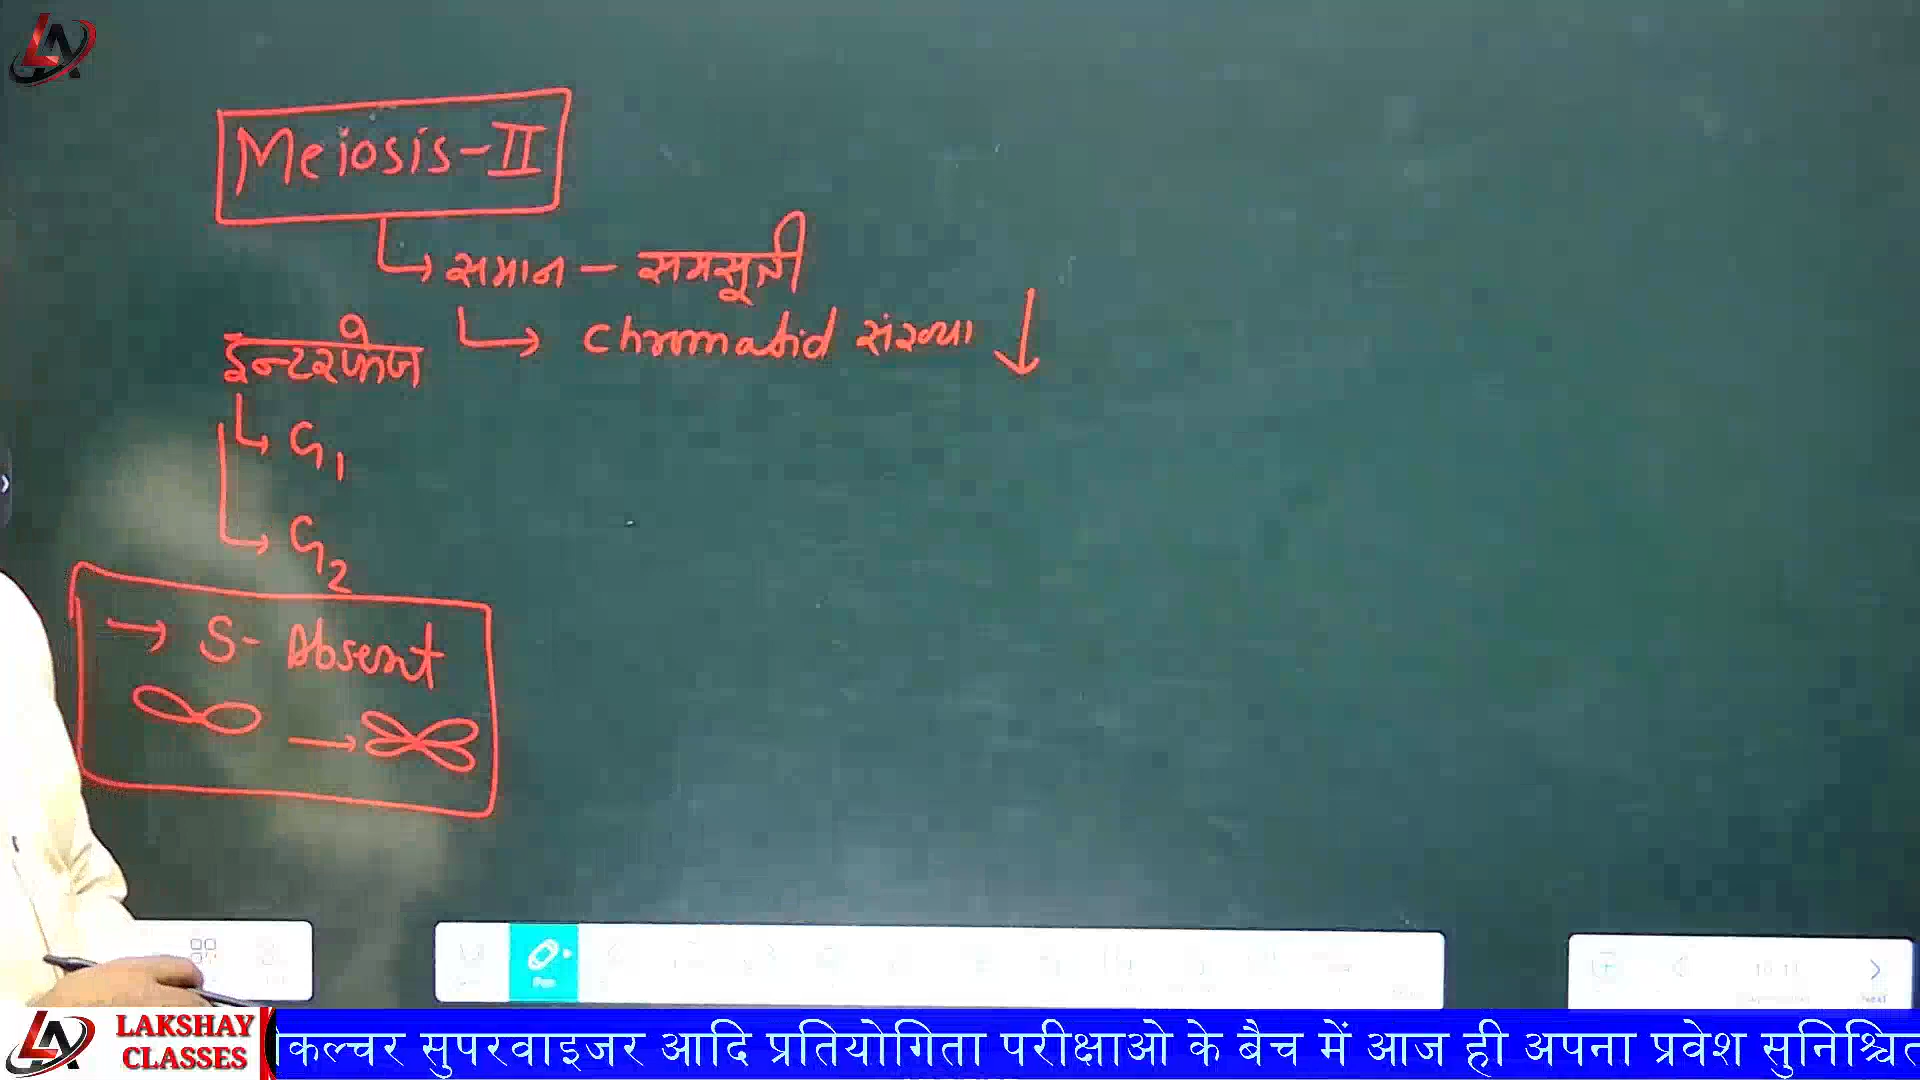 Meiosis-II
समान - समसूत्री
Chromatid संख्या ↓
इन्टरफेज
G1
G2
→ S- Absent
Pen
LAKSHAY
CLASSES
कल्चर सुपरवाइजर आदि प्रतियोगिता परीक्षाओ के बैच में आज ही अपना प्रवेश सुनिश्चित